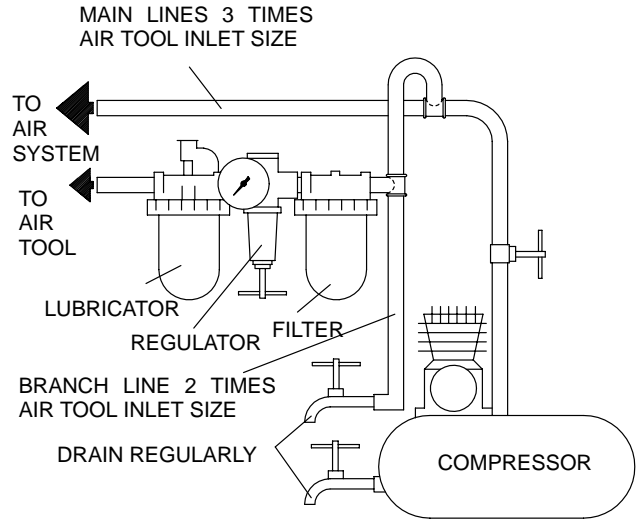 MAIN LINES 3 TIMES
AIR TOOL INLET SIZE
TO
AIR
SYSTEM
TO
AIR
TOOL
LUBRICATOR
REGULATOR
FILTER
BRANCH LINE 2 TIMES
AIR TOOL INLET SIZE
DRAIN REGULARLY
COMPRESSOR